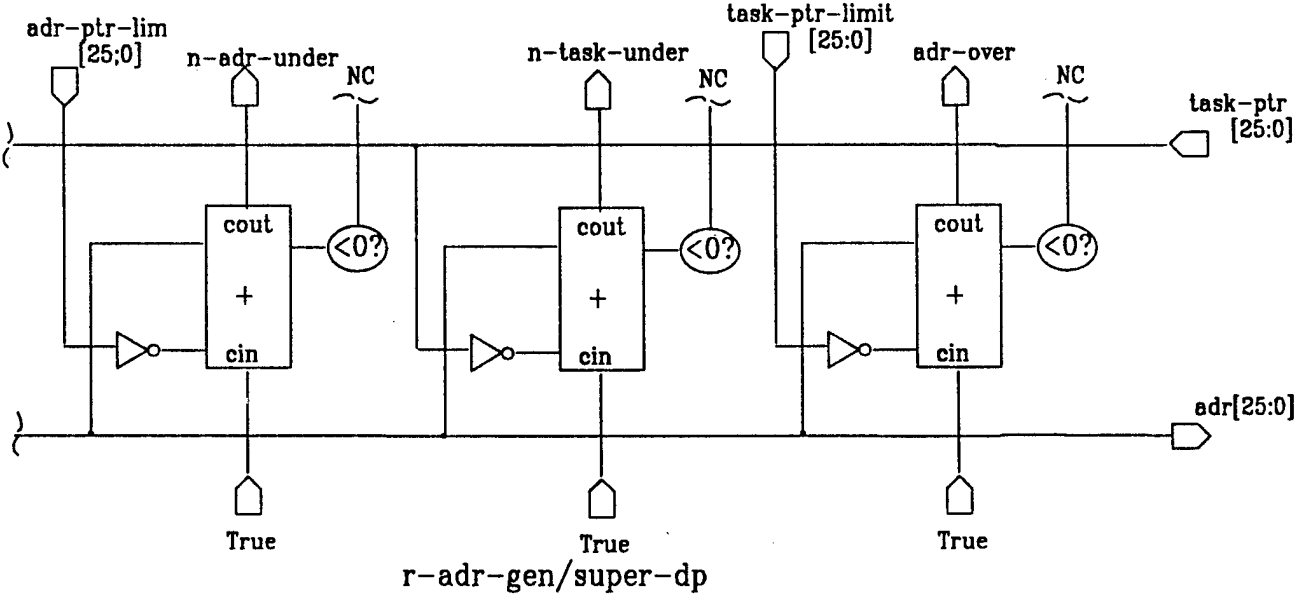 adr-ptr-lim
[25;0]
n-adr-under
NC
n-task-under
NC
task-ptr-limit
[25:0]
adr-over
NC
task-ptr
[25:0]
cout
<0?
+
cin
cout
<0?
+
cin
cout
<0?
+
cin
adr[25:0]
True
True
True
r-adr-gen/super-dp